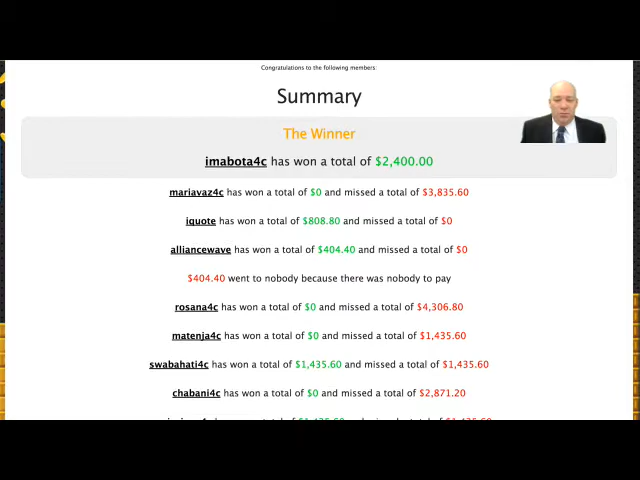 Congratulations to the following members:
Summary
The Winner
imabota4c has won a total of $2,400.00
mariavaz4c has won a total of $0 and missed a total of $3,835.60
iquote has won a total of $808.80 and missed a total of $0
alliancewave has won a total of $404.40 and missed a total of $0
$404.40 went to nobody because there was nobody to pay
rosana4c has won a total of $0 and missed a total of $4,306.80
matenja4c has won a total of $0 and missed a total of $1,435.60
swabahati4c has won a total of $1,435.60 and missed a total of $1,435.60
chabani4c has won a total of $0 and missed a total of $2,871.20